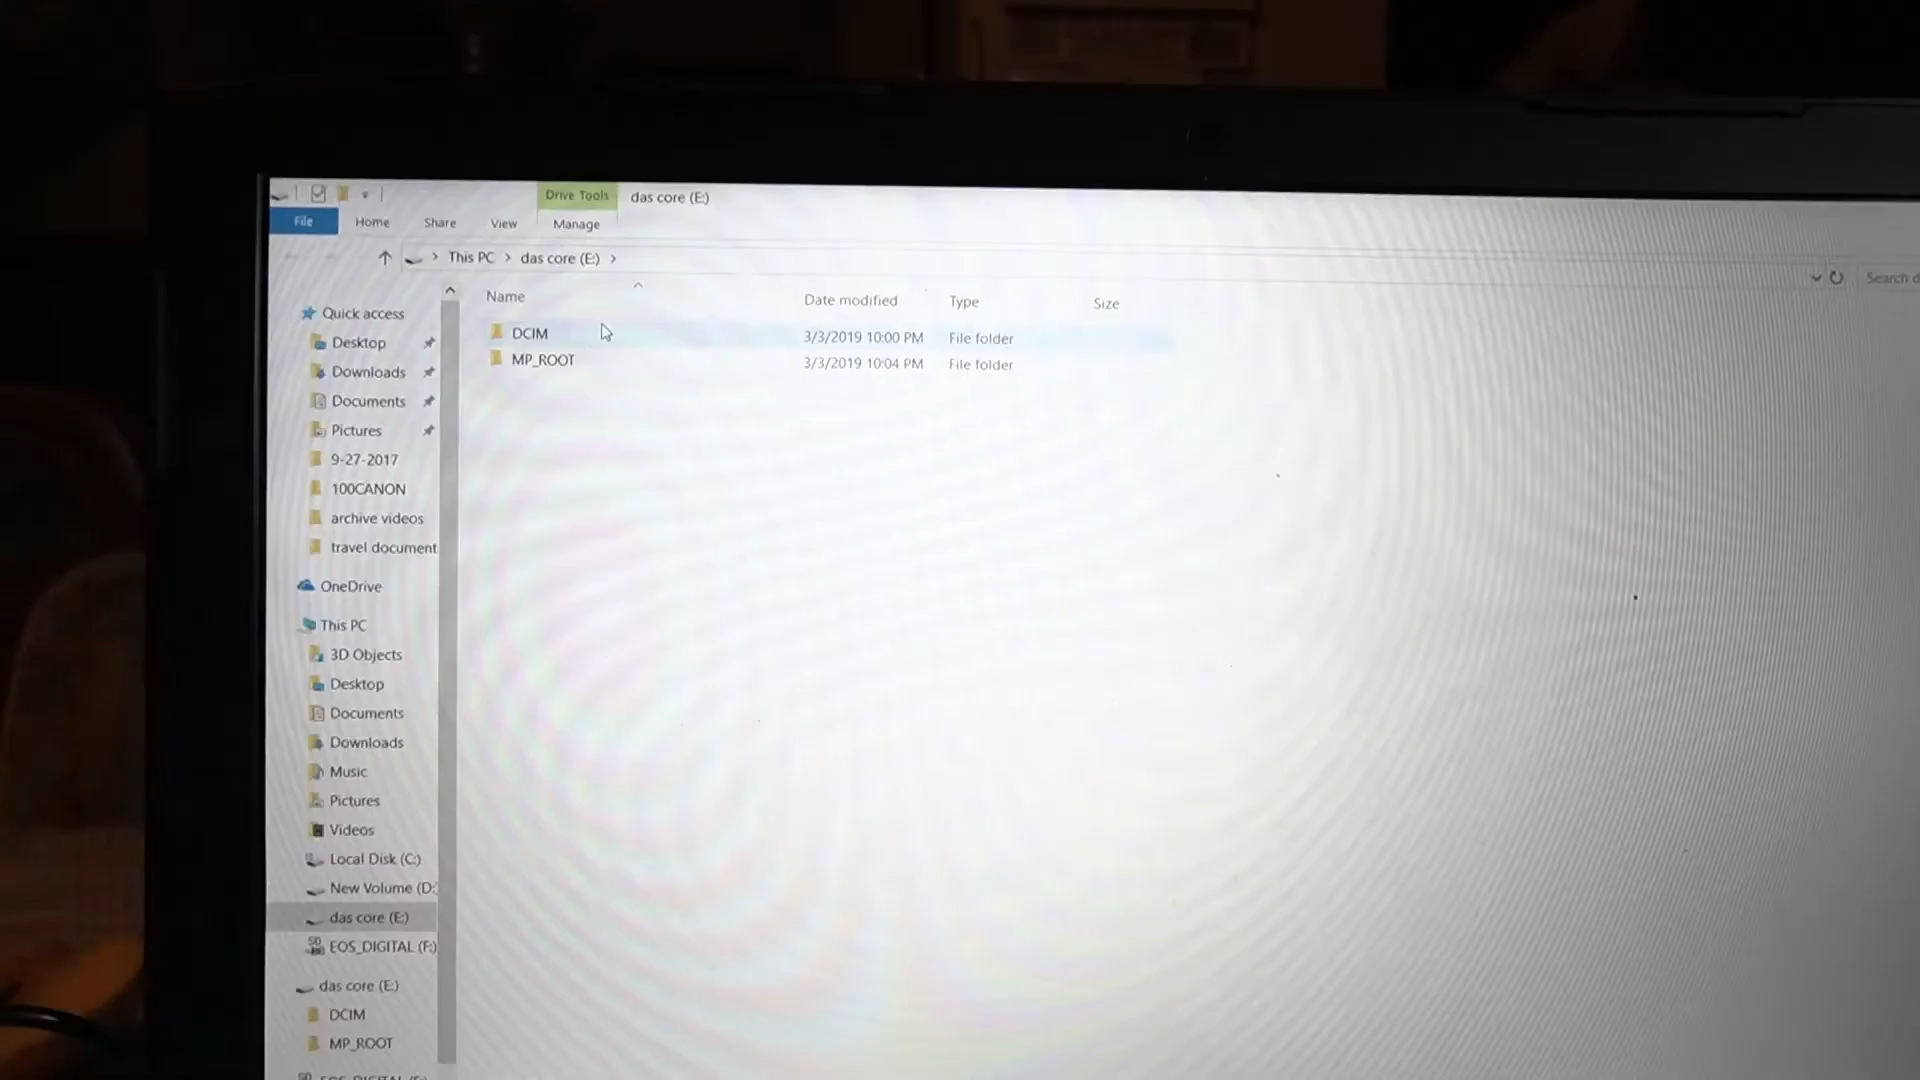 Drive Tools das core (E:)
File Home Share View Manage
This PC > das core (E:) >
Search
Name Date modified Type Size
DCIM 3/3/2019 10:00 PM File folder
MP_ROOT 3/3/2019 10:04 PM File folder
Quick access
Desktop
Downloads
Documents
Pictures
9-27-2017
100CANON
archive videos
travel document
OneDrive
This PC
3D Objects
Desktop
Documents
Downloads
Music
Pictures
Videos
Local Disk (C:)
New Volume (D:
das core (E:)
EOS_DIGITAL (F:)
das core (E:)
DCIM
MP_ROOT